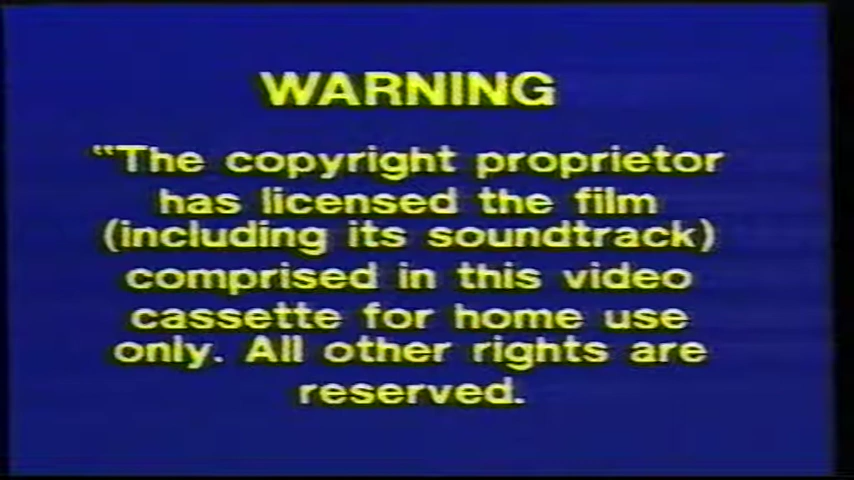 WARNING
“The copyright proprietor
has licensed the film
(including its soundtrack)
comprised in this video
cassette for home use
only. All other rights are
reserved.